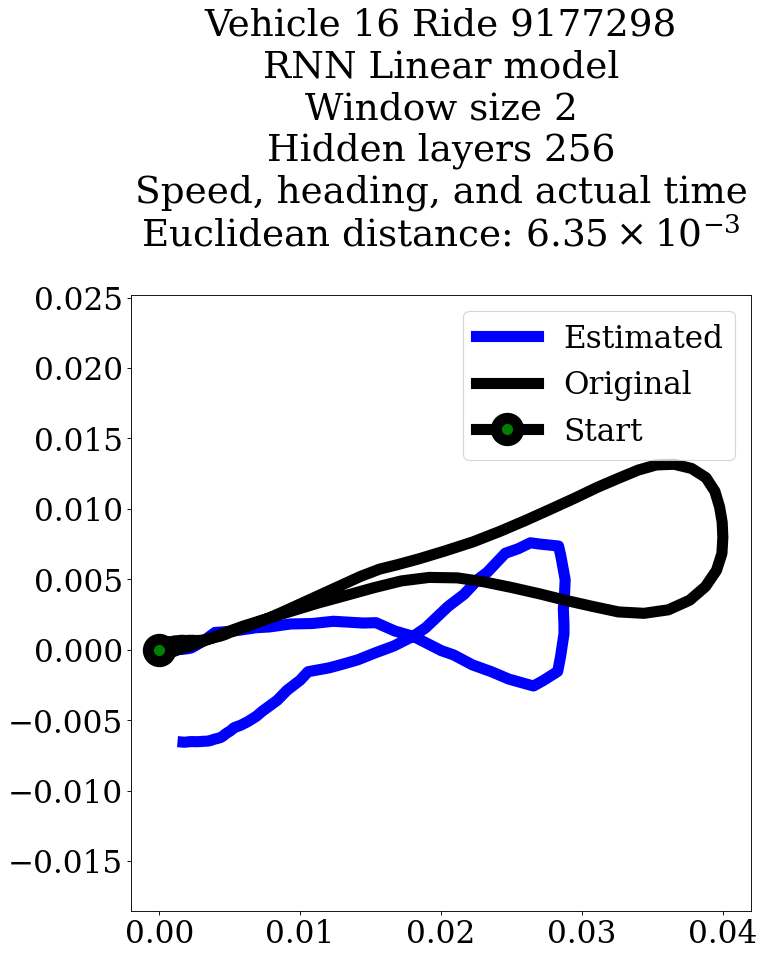 Vehicle 16 Ride 9177298
RNN Linear model
Window size 2
Hidden layers 256
Speed, heading, and actual time
Euclidean distance: 6.35 × 10⁻³
0.025
0.020
0.015
0.010
0.005
0.000
−0.005
−0.010
−0.015
Estimated
Original
Start
0.00 0.01 0.02 0.03 0.04